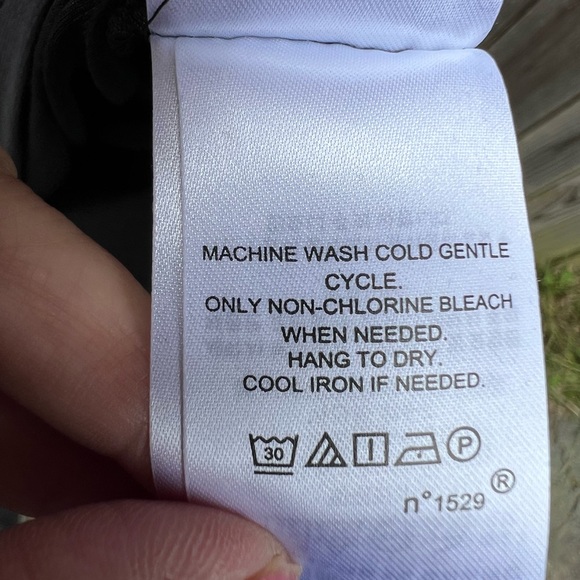 MACHINE WASH COLD GENTLE
CYCLE.
ONLY NON-CHLORINE BLEACH
WHEN NEEDED.
HANG TO DRY.
COOL IRON IF NEEDED.
30 P
n°1529®